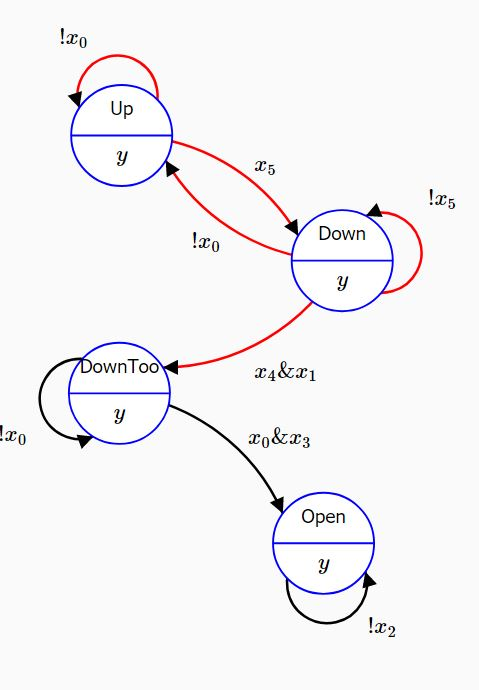 !x₀
Up
y
x₅
!x₀
Down
y
!x₅
x₄&x₁
DownToo
y
!x₀
x₀&x₃
Open
y
!x₂